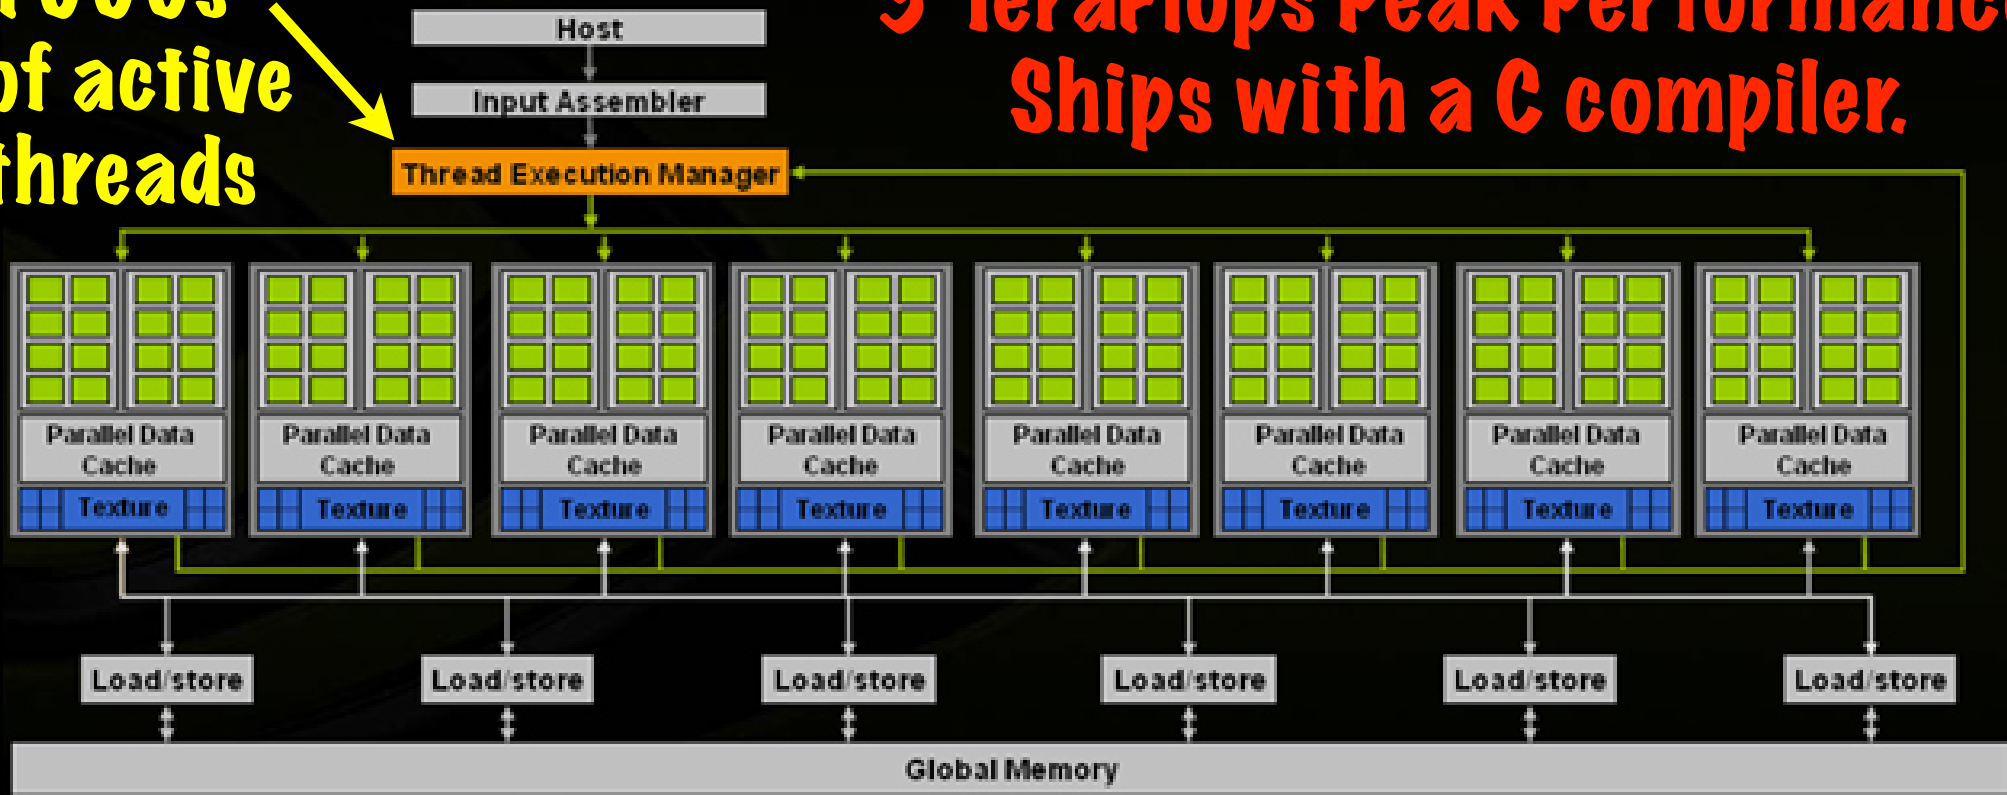 of active
threads
Teraflops Peak Performanc
Ships with a C compiler.
Host
Input Assembler
Thread Execution Manager
Parallel Data
Cache
Texture
Parallel Data
Cache
Texture
Parallel Data
Cache
Texture
Parallel Data
Cache
Texture
Parallel Data
Cache
Texture
Parallel Data
Cache
Texture
Parallel Data
Cache
Texture
Parallel Data
Cache
Texture
Load/store
Load/store
Load/store
Load/store
Load/store
Load/store
Global Memory